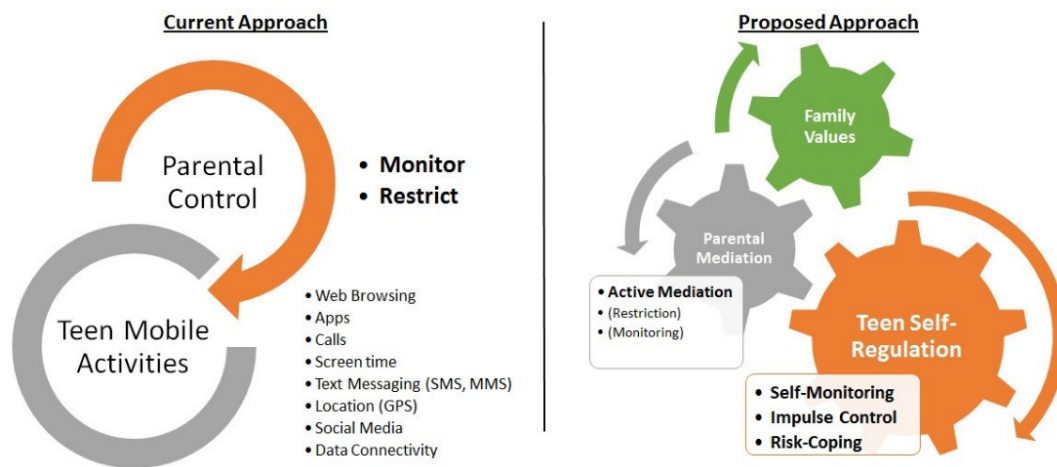 Current Approach
Parental
Control
• Monitor
• Restrict
Teen Mobile
Activities
• Web Browsing
• Apps
• Calls
• Screen time
• Text Messaging (SMS, MMS)
• Location (GPS)
• Social Media
• Data Connectivity
Proposed Approach
Family
Values
Parental
Mediation
• Active Mediation
• (Restriction)
• (Monitoring)
Teen Self-
Regulation
• Self-Monitoring
• Impulse Control
• Risk-Coping